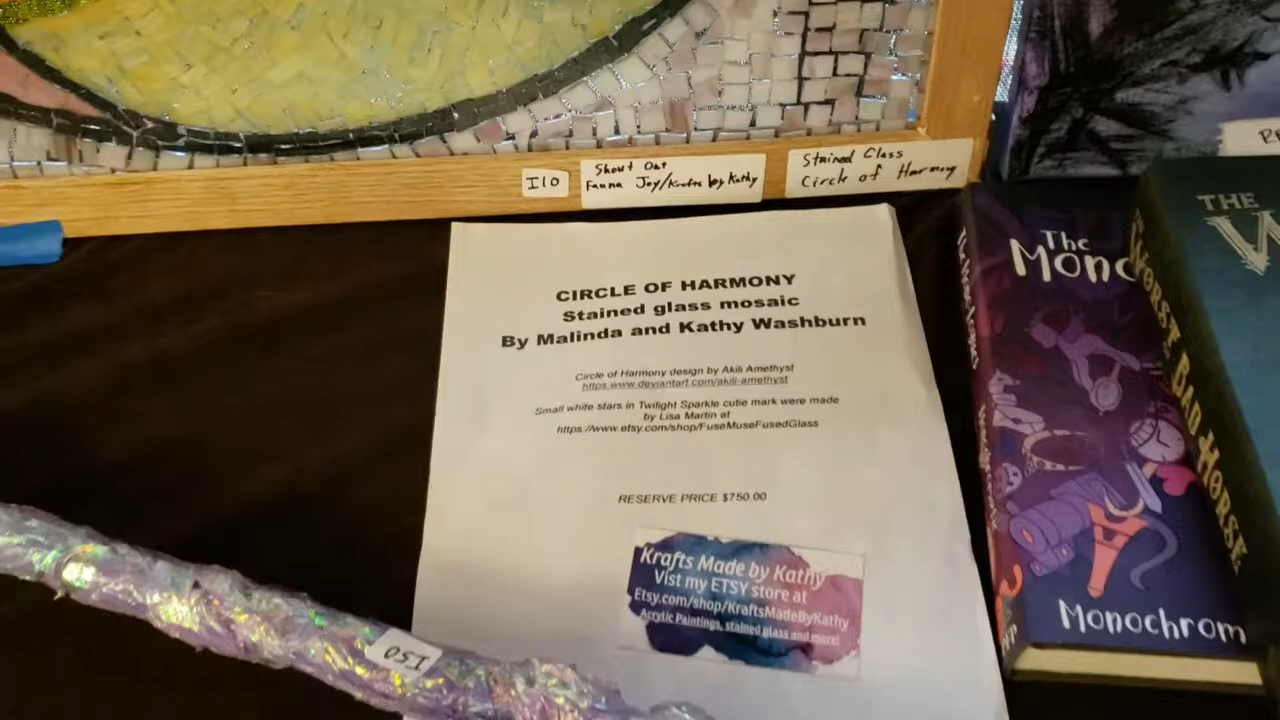 I10
Shout Out
Fauna Joy/Krafts by Kathy
Stained Glass
Circle of Harmony
CIRCLE OF HARMONY
Stained glass mosaic
By Malinda and Kathy Washburn
Circle of Harmony design by Akili Amethyst
https:www.deviantart.com/akili-amethyst
Small white stars in Twilight Sparkle cutie mark were made
by Lisa Martin at
https://www.etsy.com/shop/FuseMuseFusedGlass
RESERVE PRICE $750.00
Krafts Made by Kathy
Vist my ETSY store at
Etsy.com/shop/KraftsMadeByKathy
Acrylic Paintings, stained glass and more!
I50
The
Mono
Monochrom
THE
W
WORST BAD HORSE